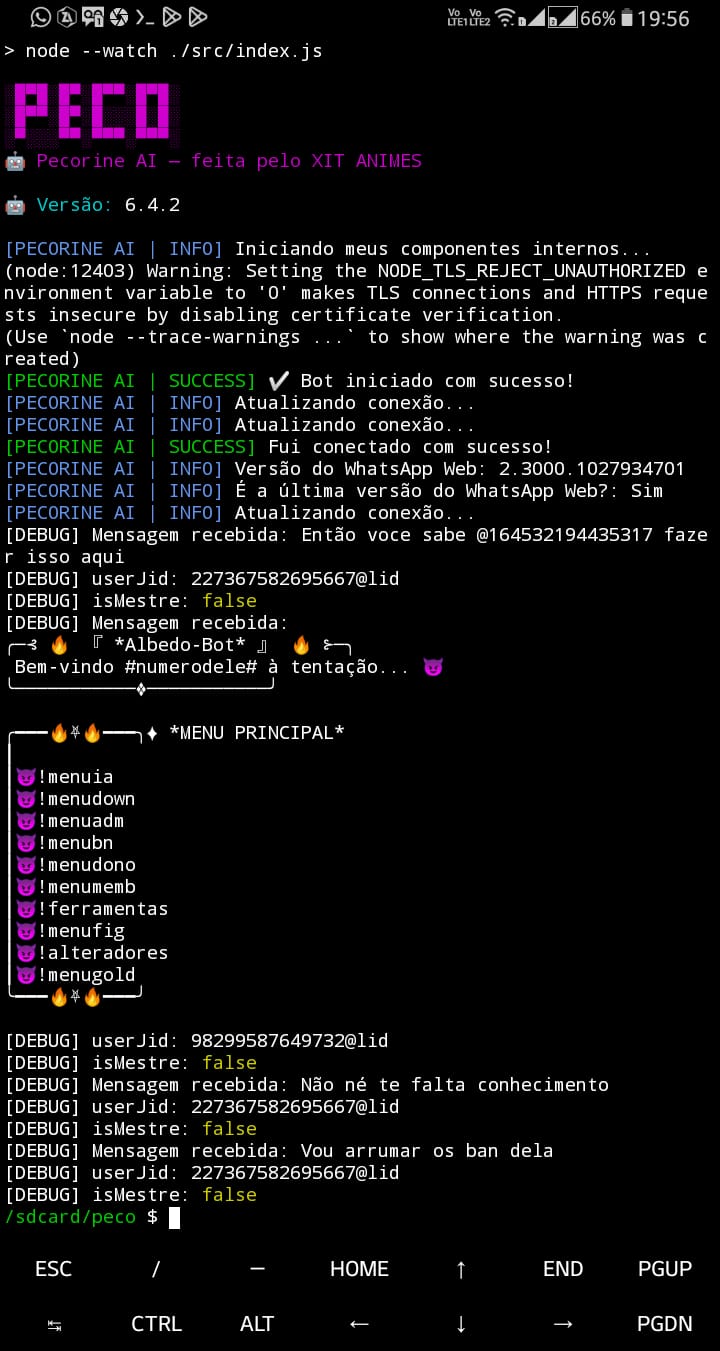 Vo LTE1 Vo LTE2 66% 19:56
> node --watch ./src/index.js
PECO
🤖 Pecorine AI – feita pelo XIT ANIMES
🤖 Versão: 6.4.2
[PECORINE AI | INFO] Iniciando meus componentes internos...
(node:12403) Warning: Setting the NODE_TLS_REJECT_UNAUTHORIZED e
nvironment variable to '0' makes TLS connections and HTTPS reque
sts insecure by disabling certificate verification.
(Use `node --trace-warnings ...` to show where the warning was c
reated)
[PECORINE AI | SUCCESS] ✔ Bot iniciado com sucesso!
[PECORINE AI | INFO] Atualizando conexão...
[PECORINE AI | INFO] Atualizando conexão...
[PECORINE AI | SUCCESS] Fui conectado com sucesso!
[PECORINE AI | INFO] Versão do WhatsApp Web: 2.3000.1027934701
[PECORINE AI | INFO] É a última versão do WhatsApp Web?: Sim
[PECORINE AI | INFO] Atualizando conexão...
[DEBUG] Mensagem recebida: Então voce sabe @164532194435317 faze
r isso aqui
[DEBUG] userJid: 227367582695667@lid
[DEBUG] isMestre: false
[DEBUG] Mensagem recebida:
🔥 『 *Albedo-Bot* 』 🔥
Bem-vindo #numerodele# à tentação... 😈
🔥⛧🔥 *MENU PRINCIPAL*
😈!menuia
😈!menudown
😈!menuadm
😈!menubn
😈!menudono
😈!menumemb
😈!ferramentas
😈!menufig
😈!alteradores
😈!menugold
🔥⛧🔥
[DEBUG] userJid: 98299587649732@lid
[DEBUG] isMestre: false
[DEBUG] Mensagem recebida: Não né te falta conhecimento
[DEBUG] userJid: 227367582695667@lid
[DEBUG] isMestre: false
[DEBUG] Mensagem recebida: Vou arrumar os ban dela
[DEBUG] userJid: 227367582695667@lid
[DEBUG] isMestre: false
/sdcard/peco $
ESC / – HOME ↑ END PGUP
↹ CTRL ALT ← ↓ → PGDN